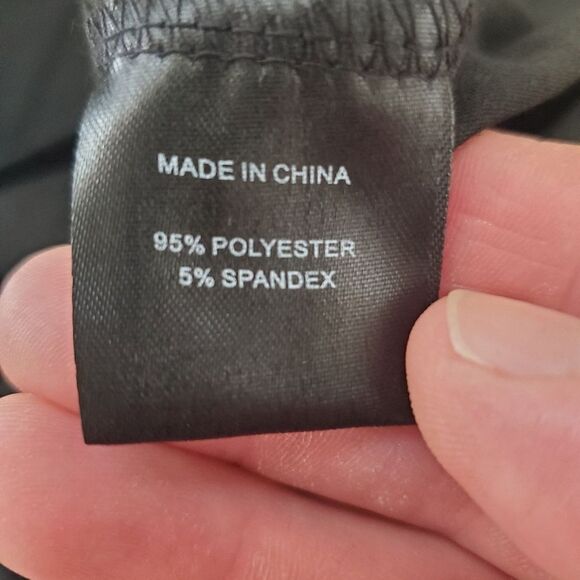 MADE IN CHINA
95% POLYESTER
5% SPANDEX